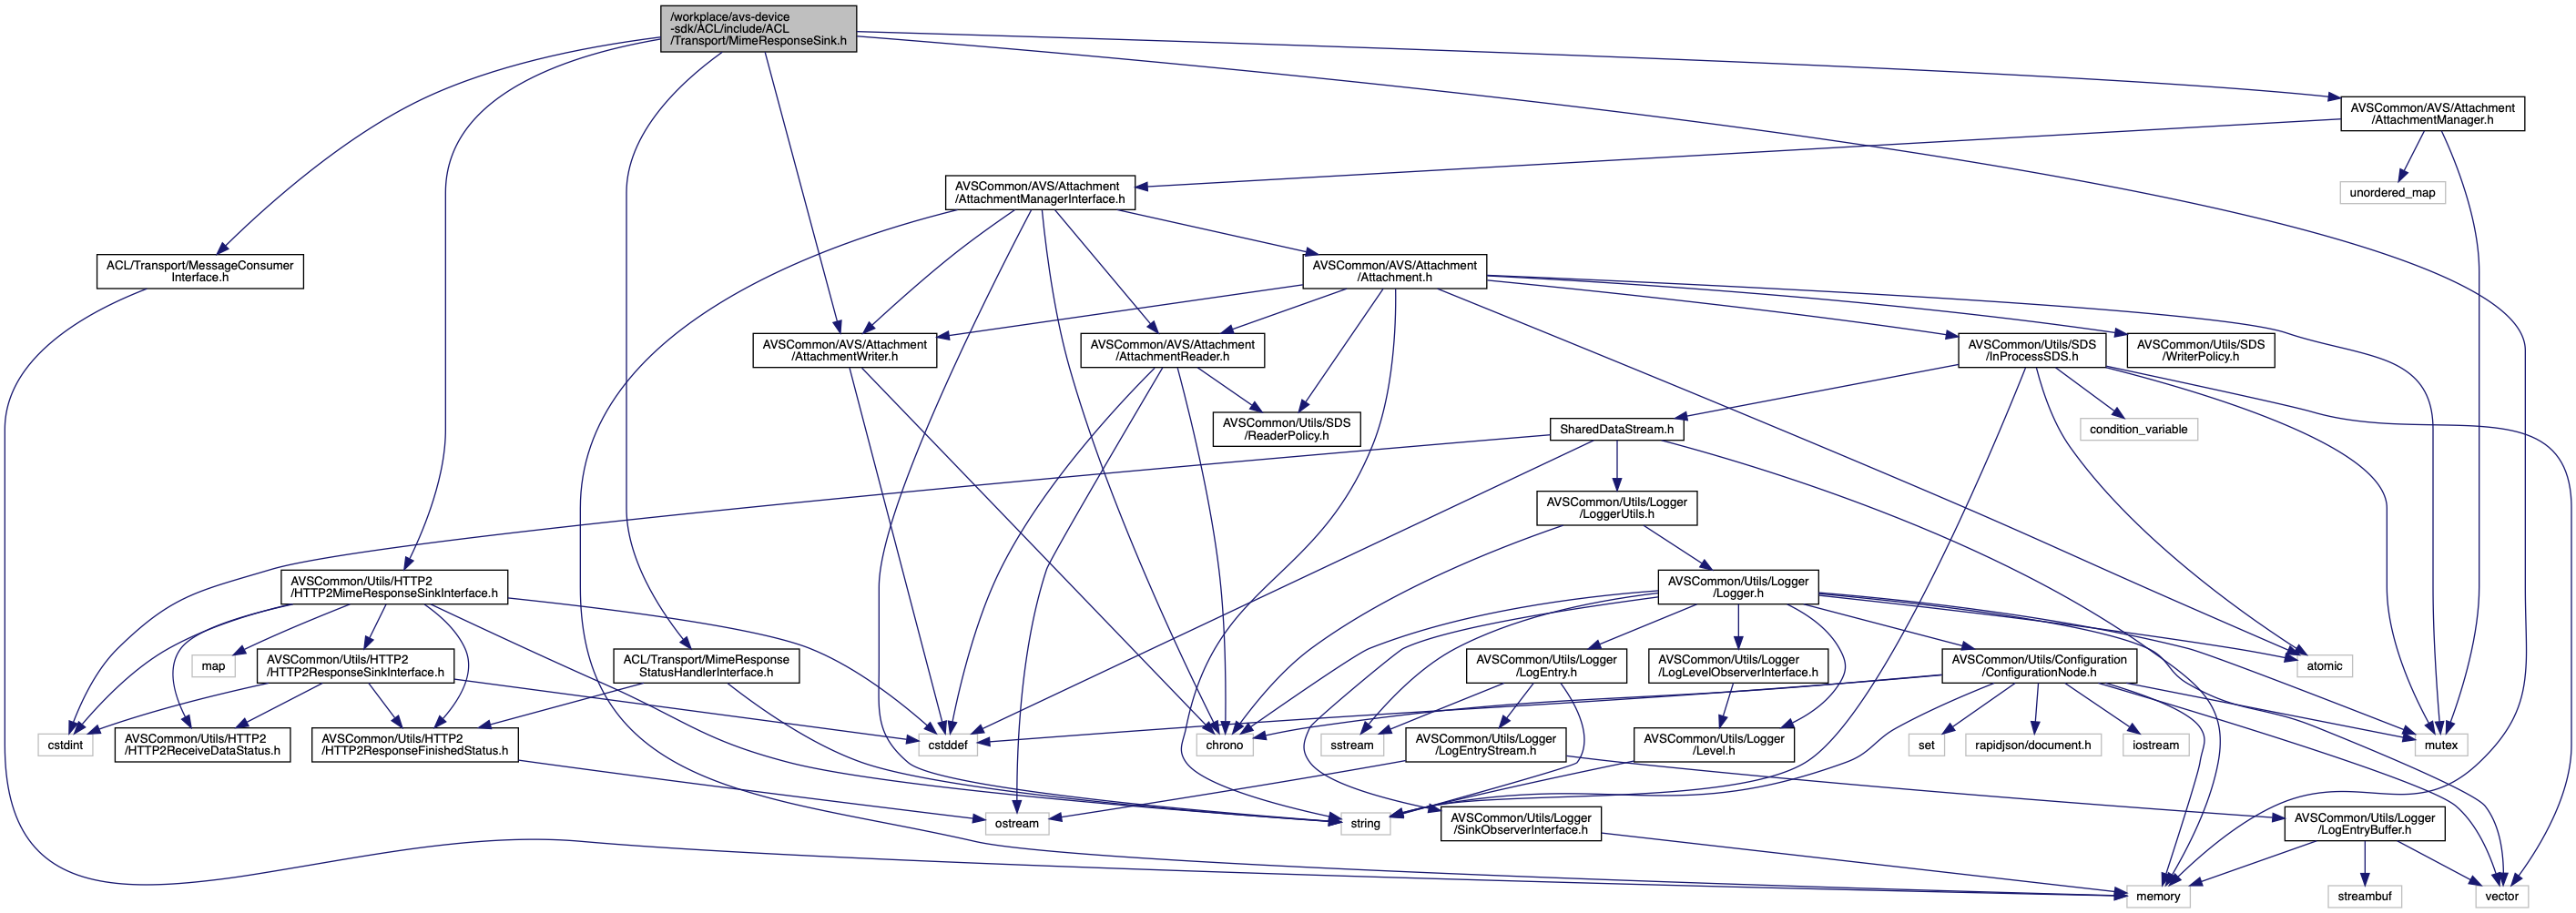 /workplace/avs-device
-sdk/ACL/include/ACL
/Transport/MimeResponseSink.h
AVSCommon/AVS/Attachment
/AttachmentManager.h
AVSCommon/AVS/Attachment
/AttachmentManagerInterface.h
unordered_map
ACL/Transport/MessageConsumer
Interface.h
AVSCommon/AVS/Attachment
/Attachment.h
AVSCommon/AVS/Attachment
/AttachmentWriter.h
AVSCommon/AVS/Attachment
/AttachmentReader.h
AVSCommon/Utils/SDS
/InProcessSDS.h
AVSCommon/Utils/SDS
/WriterPolicy.h
AVSCommon/Utils/SDS
/ReaderPolicy.h
SharedDataStream.h
condition_variable
AVSCommon/Utils/Logger
/LoggerUtils.h
AVSCommon/Utils/HTTP2
/HTTP2MimeResponseSinkInterface.h
AVSCommon/Utils/Logger
/Logger.h
map
AVSCommon/Utils/HTTP2
/HTTP2ResponseSinkInterface.h
ACL/Transport/MimeResponse
StatusHandlerInterface.h
AVSCommon/Utils/Logger
/LogEntry.h
AVSCommon/Utils/Logger
/LogLevelObserverInterface.h
AVSCommon/Utils/Configuration
/ConfigurationNode.h
atomic
cstdint
AVSCommon/Utils/HTTP2
/HTTP2ReceiveDataStatus.h
AVSCommon/Utils/HTTP2
/HTTP2ResponseFinishedStatus.h
cstddef
chrono
sstream
AVSCommon/Utils/Logger
/LogEntryStream.h
AVSCommon/Utils/Logger
/Level.h
set
rapidjson/document.h
iostream
mutex
ostream
string
AVSCommon/Utils/Logger
/SinkObserverInterface.h
AVSCommon/Utils/Logger
/LogEntryBuffer.h
memory
streambuf
vector